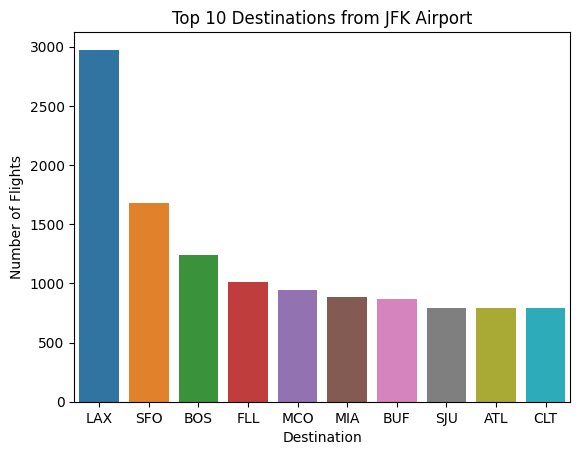 Top 10 Destinations from JFK Airport
Number of Flights
3000
2500
2000
1500
1000
500
0
LAX SFO BOS FLL MCO MIA BUF SJU ATL CLT
Destination